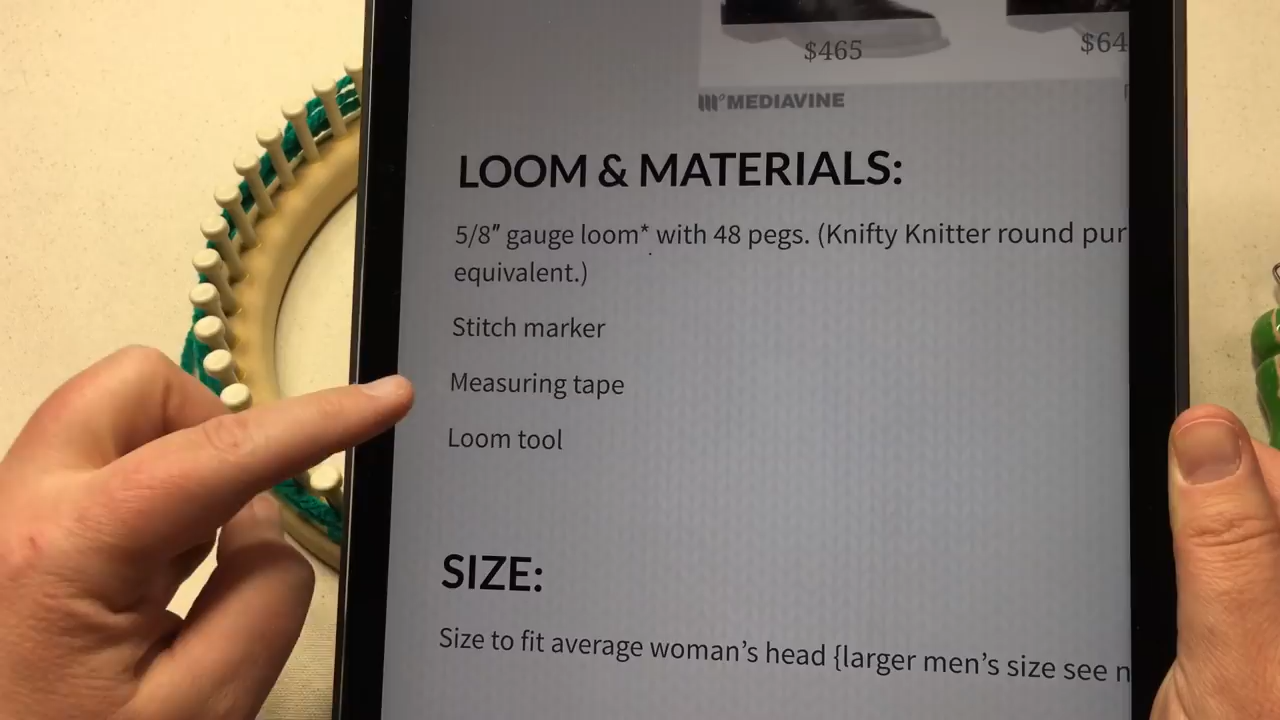 $465
$64
MEDIAVINE
LOOM & MATERIALS:
5/8″ gauge loom* with 48 pegs. (Knifty Knitter round pur
equivalent.)
Stitch marker
Measuring tape
Loom tool
SIZE:
Size to fit average woman’s head {larger men’s size see n